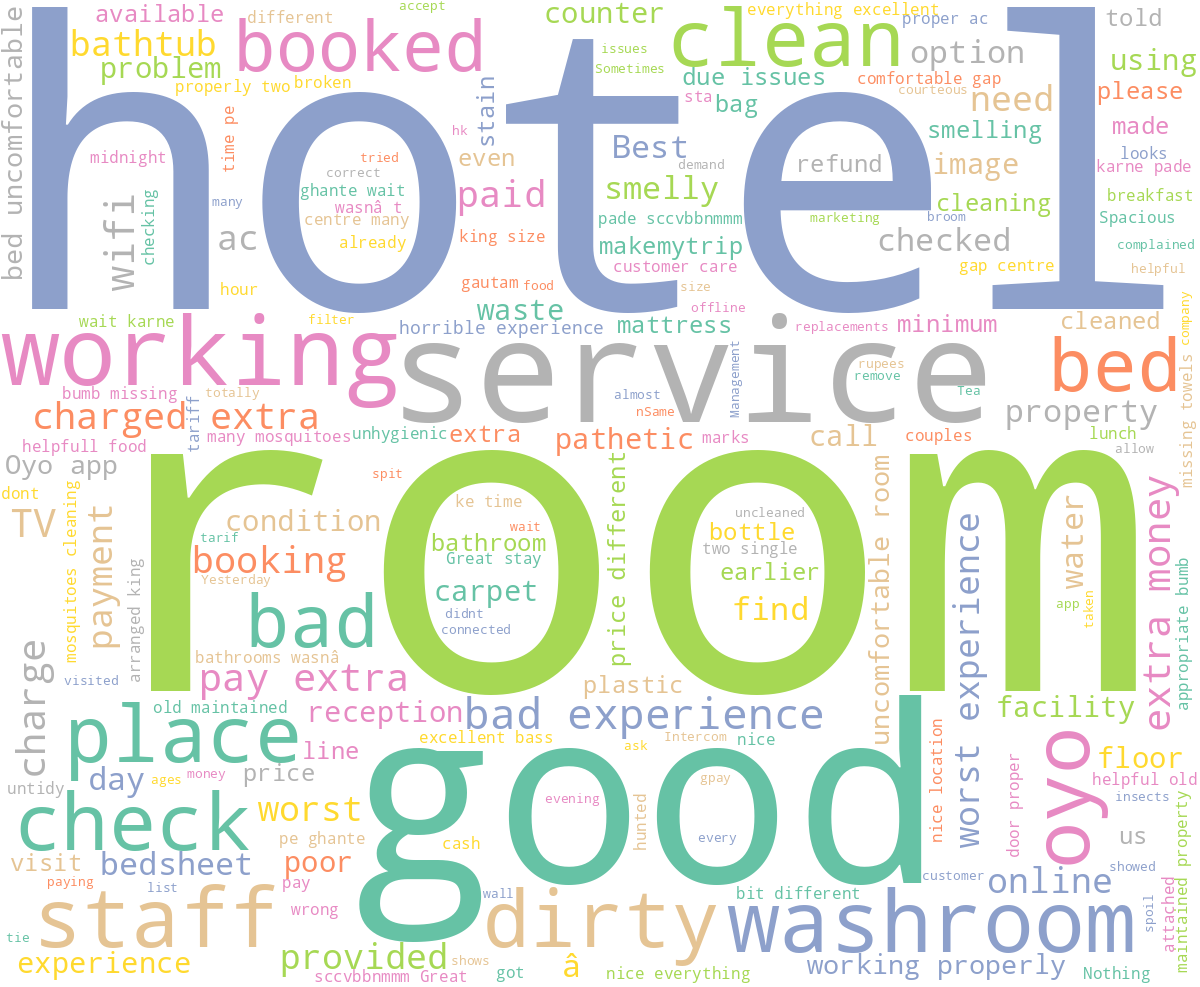 hotel
room
good
service
working
booked
clean
place
check
staff
dirty
washroom
bad
bed
oyo
wifi
ac
paid
available
bathtub
problem
different
accept
counter
everything excellent
proper ac
told
issues
Sometimes
option
using
due issues
comfortable gap
courteous
properly two
broken
bed uncomfortable
stain
sta
bag
need
please
smelling
made
time pe
hk
Best
demand
refund
image
looks
karne pade
midnight
tried
correct
even
ghante wait
wasnâ t
many
centre many
already
smelly
cleaning
breakfast
checking
pade sccvbbnmmm
marketing
broom
Spacious
king size
makemytrip
checked
complained
customer care
gap centre
helpful
hour
gautam
food
size
waste
offline
wait karne
filter
horrible experience
mattress
replacements
minimum
cleaned
company
rupees
remove
Management
bumb missing
totally
almost
Tea
charged extra
tariff
nSame
property
missing towels
helpfull food
many mosquitoes
unhygienic
extra
pathetic
marks
call
couples
lunch
allow
Oyo app
spit
dont
ke time
uncleaned
TV
payment
condition
wait
bottle
water
tarif
bathroom
two single
booking
Great stay
earlier
mosquitoes cleaning
Yesterday
carpet
price different
find
uncomfortable room
worst experience
app
taken
extra money
appropriate bumb
arranged king
didnt
connected
bathrooms wasnâ
visited
pay extra
plastic
charge
old maintained
reception
bad experience
facility
line
excellent bass
ask
Intercom
nice
nice location
floor
day
ages
money
price
gpay
helpful old
untidy
worst
evening
hunted
door proper
insects
pe ghante
cash
every
us
maintained property
visit
bedsheet
poor
showed
paying
list
pay
wall
customer
online
bit different
wrong
attached
spoil
tie
experience
provided
shows
got
â
working properly
sccvbbnmmm Great
nice everything
Nothing